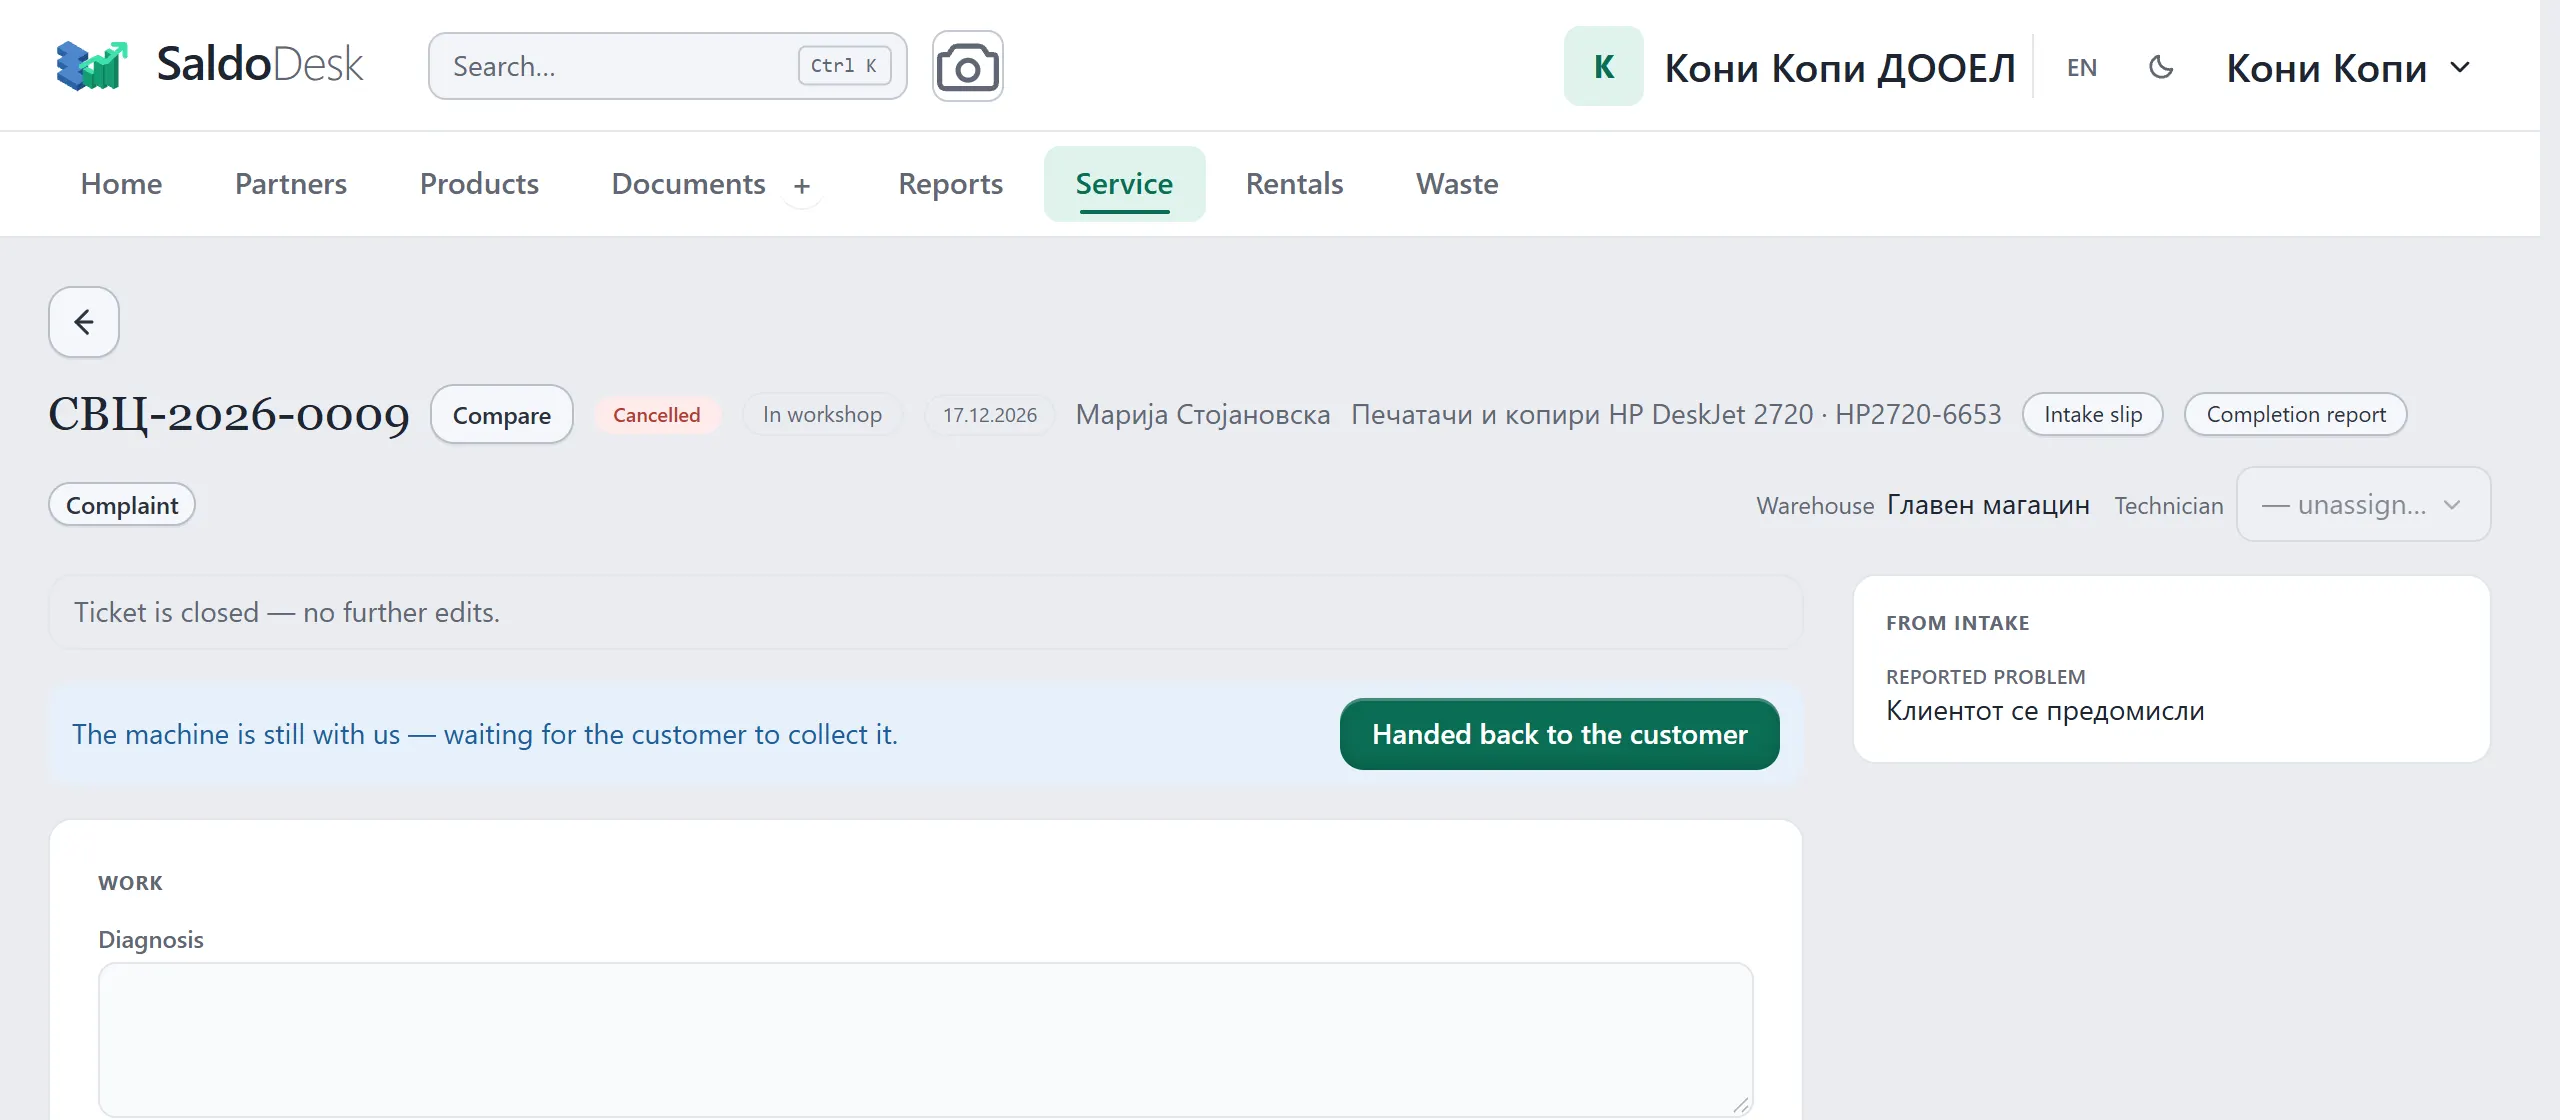 SaldoDesk
Search...
Ctrl K
К
Кони Копи ДООЕЛ
EN
Кони Копи
Home
Partners
Products
Documents +
Reports
Service
Rentals
Waste
СВЦ-2026-0009
Compare
Cancelled
In workshop
17.12.2026
Марија Стојановска
Печатачи и копири HP DeskJet 2720 · HP2720-6653
Intake slip
Completion report
Complaint
Warehouse Главен магацин
Technician
— unassign...
Ticket is closed — no further edits.
The machine is still with us — waiting for the customer to collect it.
Handed back to the customer
FROM INTAKE
REPORTED PROBLEM
Клиентот се предомисли
WORK
Diagnosis